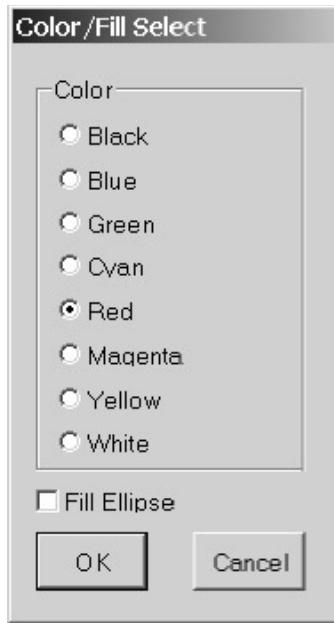 Color/Fill Select
Color
Black
Blue
Green
Cyan
Red
Magenta
Yellow
White
Fill Ellipse
OK
Cancel